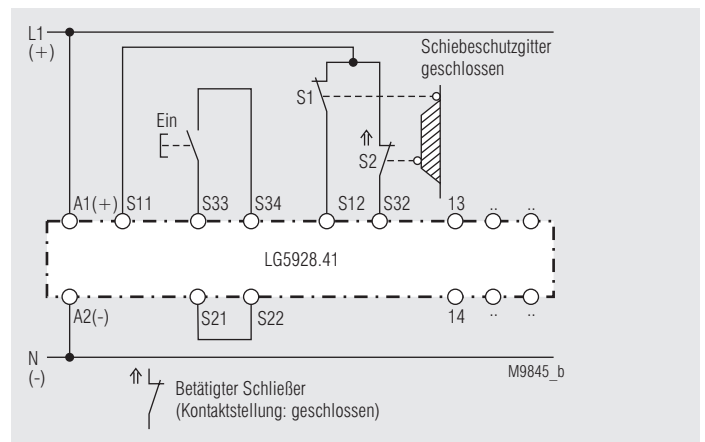 L1
(+)
Schiebeschutzgitter
geschlossen
S1
Ein
S2
A1(+) S11 S33 S34 S12 S32 13 .. ..
LG5928.41
A2(-) S21 S22 14 .. ..
N
(-)
M9845_b
Betätigter Schließer
(Kontaktstellung: geschlossen)